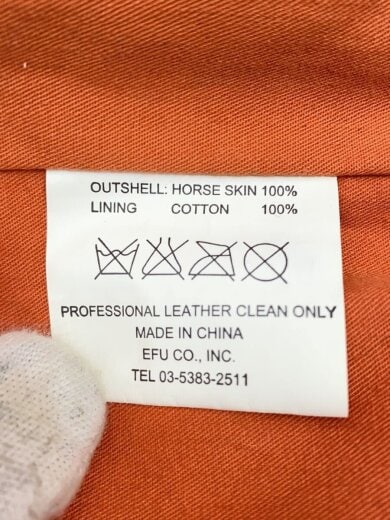 OUTSHELL: HORSE SKIN 100%
LINING COTTON 100%
PROFESSIONAL LEATHER CLEAN ONLY
MADE IN CHINA
EFU CO., INC.
TEL 03-5383-2511